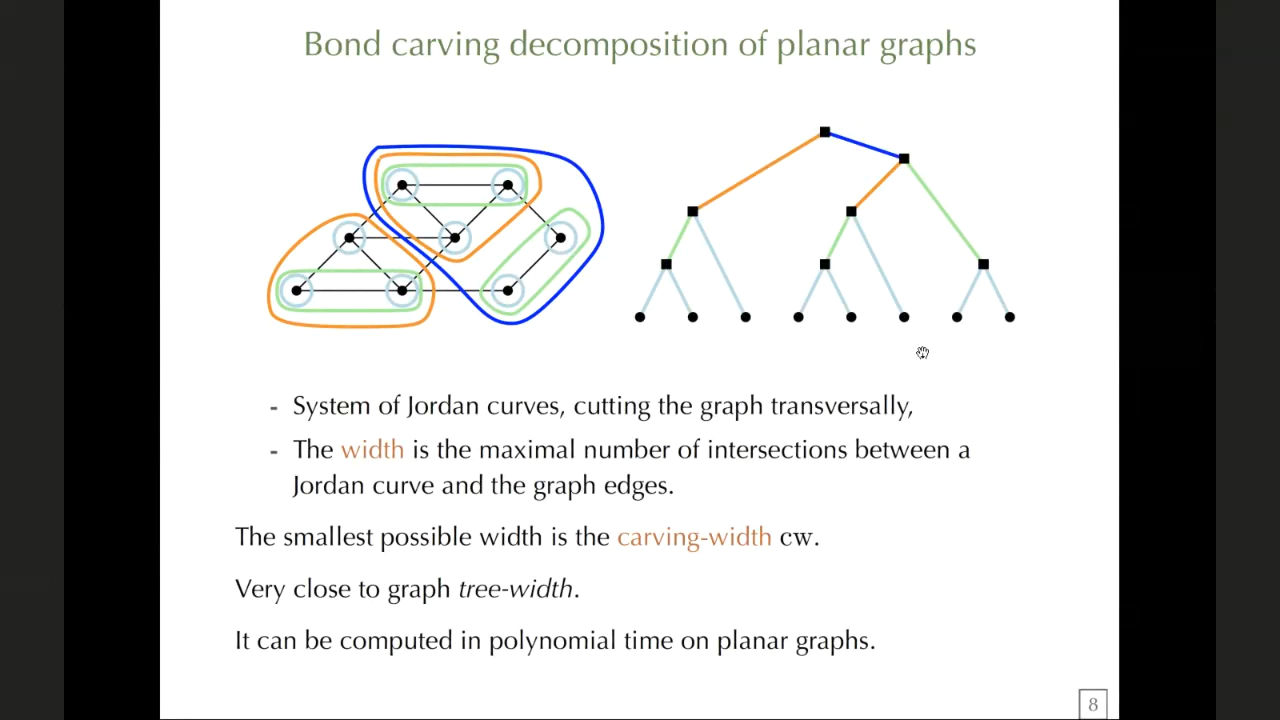 Bond carving decomposition of planar graphs
- System of Jordan curves, cutting the graph transversally,
- The width is the maximal number of intersections between a
Jordan curve and the graph edges.
The smallest possible width is the carving-width cw.
Very close to graph tree-width.
It can be computed in polynomial time on planar graphs.
8